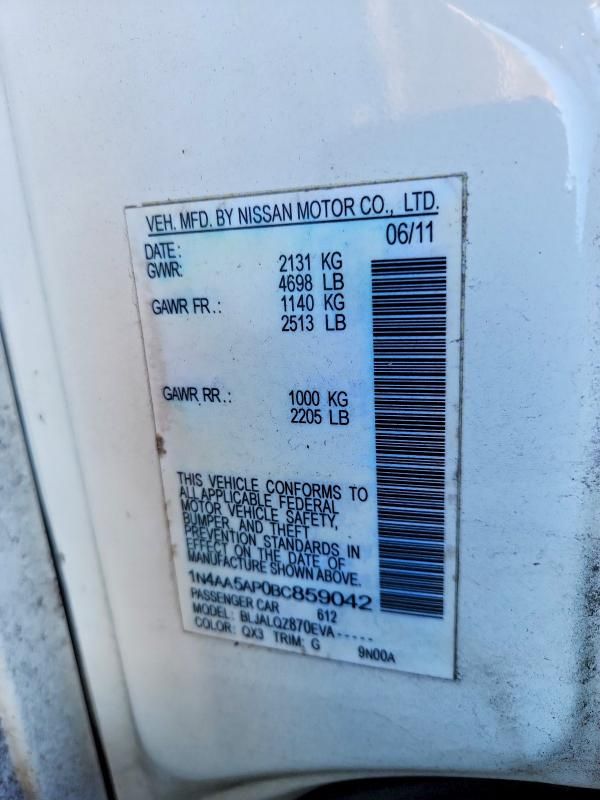 VEH. MFD. BY NISSAN MOTOR CO., LTD.
DATE: 06/11
GVWR: 2131 KG
4698 LB
GAWR FR.: 1140 KG
2513 LB
GAWR RR.: 1000 KG
2205 LB
THIS VEHICLE CONFORMS TO
ALL APPLICABLE FEDERAL
MOTOR VEHICLE SAFETY,
BUMPER, AND THEFT
PREVENTION STANDARDS IN
EFFECT ON THE DATE OF
MANUFACTURE SHOWN ABOVE.
1N4AA5AP0BC859042
PASSENGER CAR 612
MODEL: BLJALQZ870EVA-----
COLOR: QX3 TRIM: G 9N00A